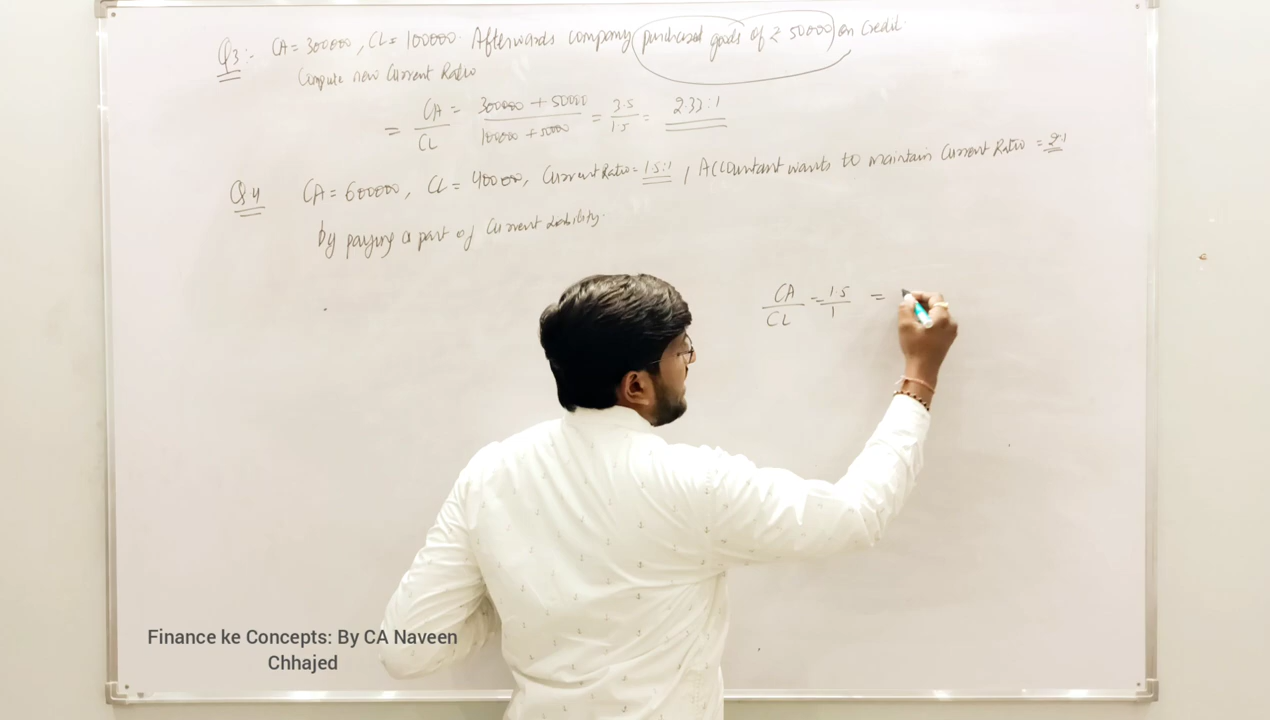 Q3:- CA = 300000, CL = 100000. Afterwards company purchased goods of ₹ 50000 on Credit.
Compute new Current Ratio
= CA/CL = 300000 + 50000/100000 + 50000 = 3.5/1.5 = 2.33:1
Q4 CA = 600000, CL = 400000, Current Ratio = 1.5:1, Accountant wants to maintain Current Ratio = 2:1
by paying a part of Current Liability.
CA/CL = 1.5/1 =
Finance ke Concepts: By CA Naveen
Chhajed